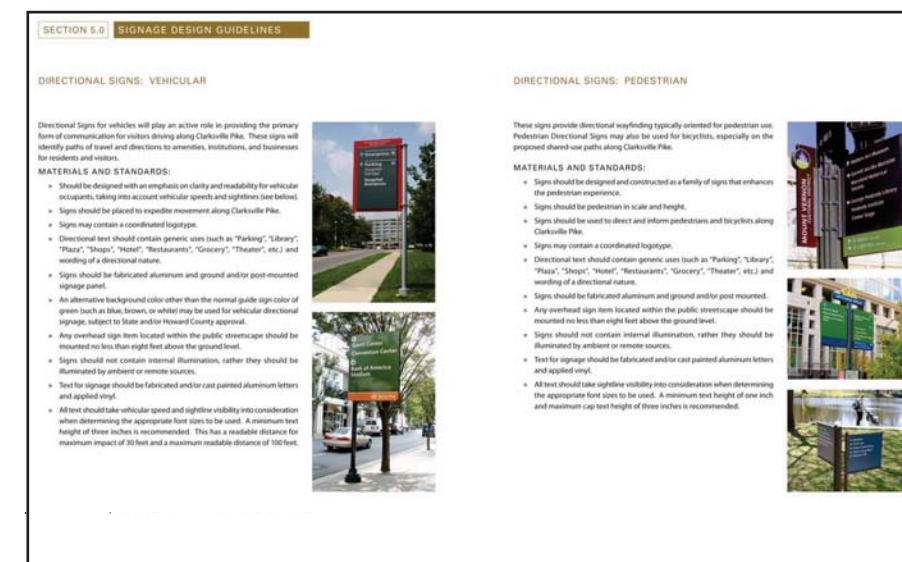 SECTION 5.0 SIGNAGE DESIGN GUIDELINES
DIRECTIONAL SIGNS: VEHICULAR
Directional Signs for vehicles will play an active role in providing the primary
form of communication for visitors driving along Clarksville Pike. These signs will
identify paths of travel and directions to amenities, institutions, and businesses
for residents and visitors.
MATERIALS AND STANDARDS:
» Should be designed with an emphasis on clarity and readability for vehicular
occupants, taking into account vehicular speeds and sightlines (see below).
» Signs should be placed to expedite movement along Clarksville Pike.
» Signs may contain a coordinated logotype.
» Directional text should contain generic uses (such as "Parking", "Library",
"Plaza", "Shops", "Hotel", "Restaurants", "Grocery", "Theater", etc.) and
wording of a directional nature.
» Signs should be fabricated aluminum and ground and/or post-mounted
signage panel.
» An alternative background color other than the normal guide sign color of
green (such as blue, brown, or white) may be used for vehicular directional
signage, subject to State and/or Howard County approval.
» Any overhead sign item located within the public streetscape should be
mounted no less than eight feet above the ground level.
» Signs should not contain internal illumination, rather they should be
illuminated by ambient or remote sources.
» Text for signage should be fabricated and/or cast painted aluminum letters
and applied vinyl.
» All text should take vehicular speed and sightline visibility into consideration
when determining the appropriate font sizes to be used. A minimum text
height of three inches is recommended. This has a readable distance for
maximum impact of 30 feet and a maximum readable distance of 100 feet.
Emergency
Parking
Hospital
Entrances
Court Center
Convention Center
Bank of America
Stadium
DIRECTIONAL SIGNS: PEDESTRIAN
These signs provide directional wayfinding typically oriented for pedestrian use.
Pedestrian Directional Signs may also be used for bicyclists, especially on the
proposed shared-use paths along Clarksville Pike.
MATERIALS AND STANDARDS:
» Signs should be designed and constructed as a family of signs that enhances
the pedestrian experience.
» Signs should be pedestrian in scale and height.
» Signs should be used to direct and inform pedestrians and bicyclists along
Clarksville Pike.
» Signs may contain a coordinated logotype.
» Directional text should contain generic uses (such as "Parking", "Library",
"Plaza", "Shops", "Hotel", "Restaurants", "Grocery", "Theater", etc.) and
wording of a directional nature.
» Signs should be fabricated aluminum and ground and/or post mounted.
» Any overhead sign item located within the public streetscape should be
mounted no less than eight feet above the ground level.
» Signs should not contain internal illumination, rather they should be
illuminated by ambient or remote sources.
» Text for signage should be fabricated and/or cast painted aluminum letters
and applied vinyl.
» All text should take sightline visibility into consideration when determining
the appropriate font sizes to be used. A minimum text height of one inch
and maximum cap text height of three inches is recommended.
MOUNT VERNON